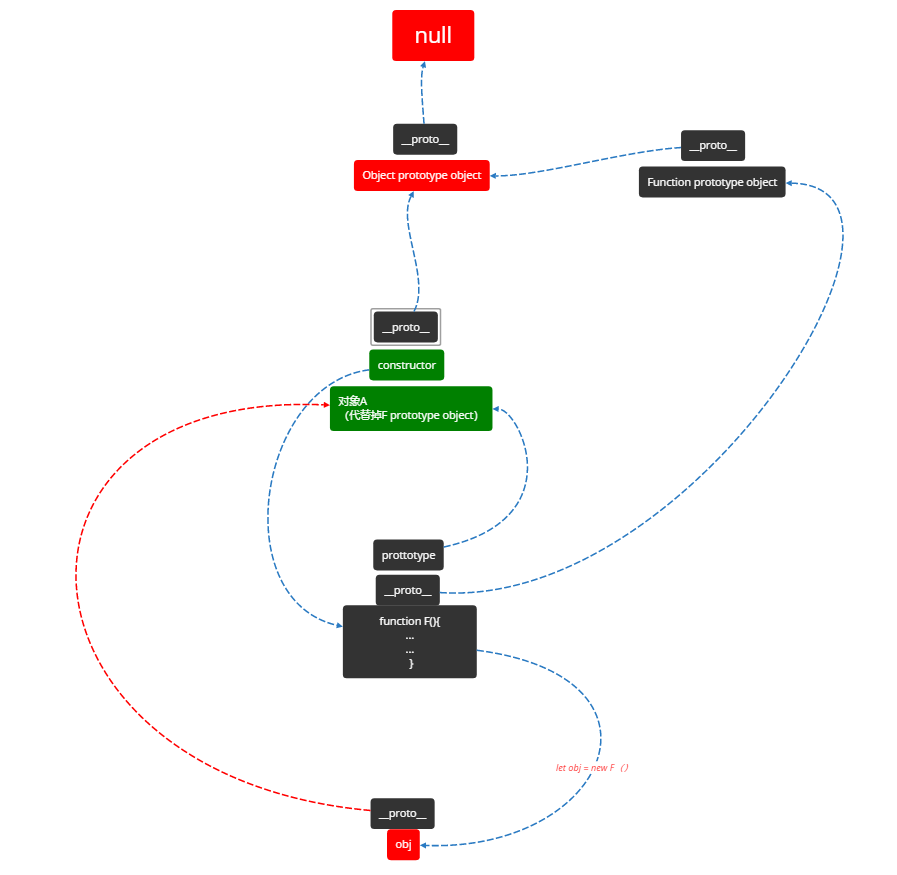 null
__proto__
__proto__
Object prototype object
Function prototype object
__proto__
constructor
对象A
（代替掉F prototype object）
prottotype
__proto__
function F(){
...
...
}
let obj = new F（）
__proto__
obj